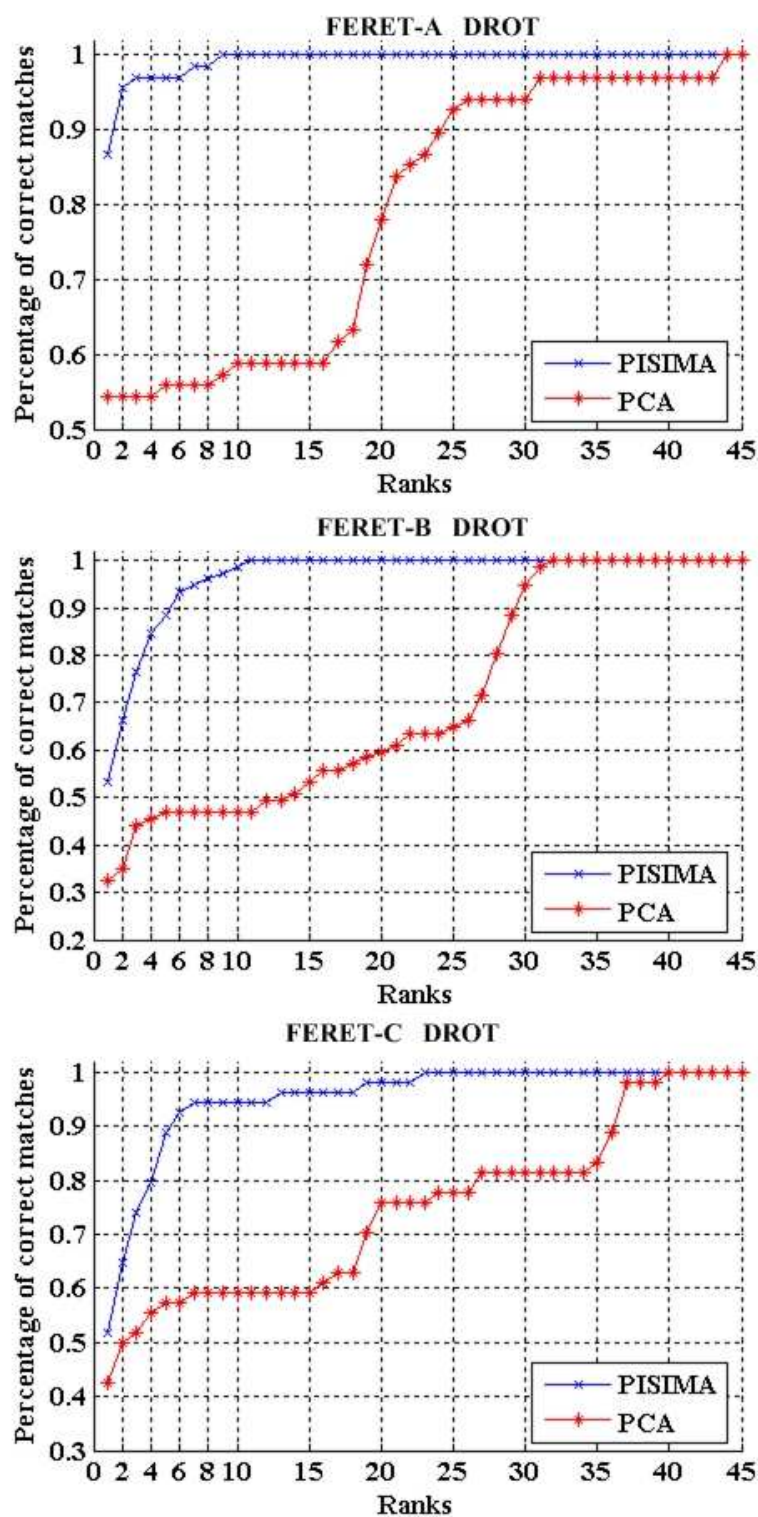 FERET-A DROT
Percentage of correct matches
1
0.9
0.8
0.7
0.6
0.5
0 2 4 6 8 10 15 20 25 30 35 40 45
Ranks
PISIMA
PCA
FERET-B DROT
Percentage of correct matches
1
0.9
0.8
0.7
0.6
0.5
0.4
0.3
0.2
0 2 4 6 8 10 15 20 25 30 35 40 45
Ranks
PISIMA
PCA
FERET-C DROT
Percentage of correct matches
1
0.9
0.8
0.7
0.6
0.5
0.4
0.3
0 2 4 6 8 10 15 20 25 30 35 40 45
Ranks
PISIMA
PCA